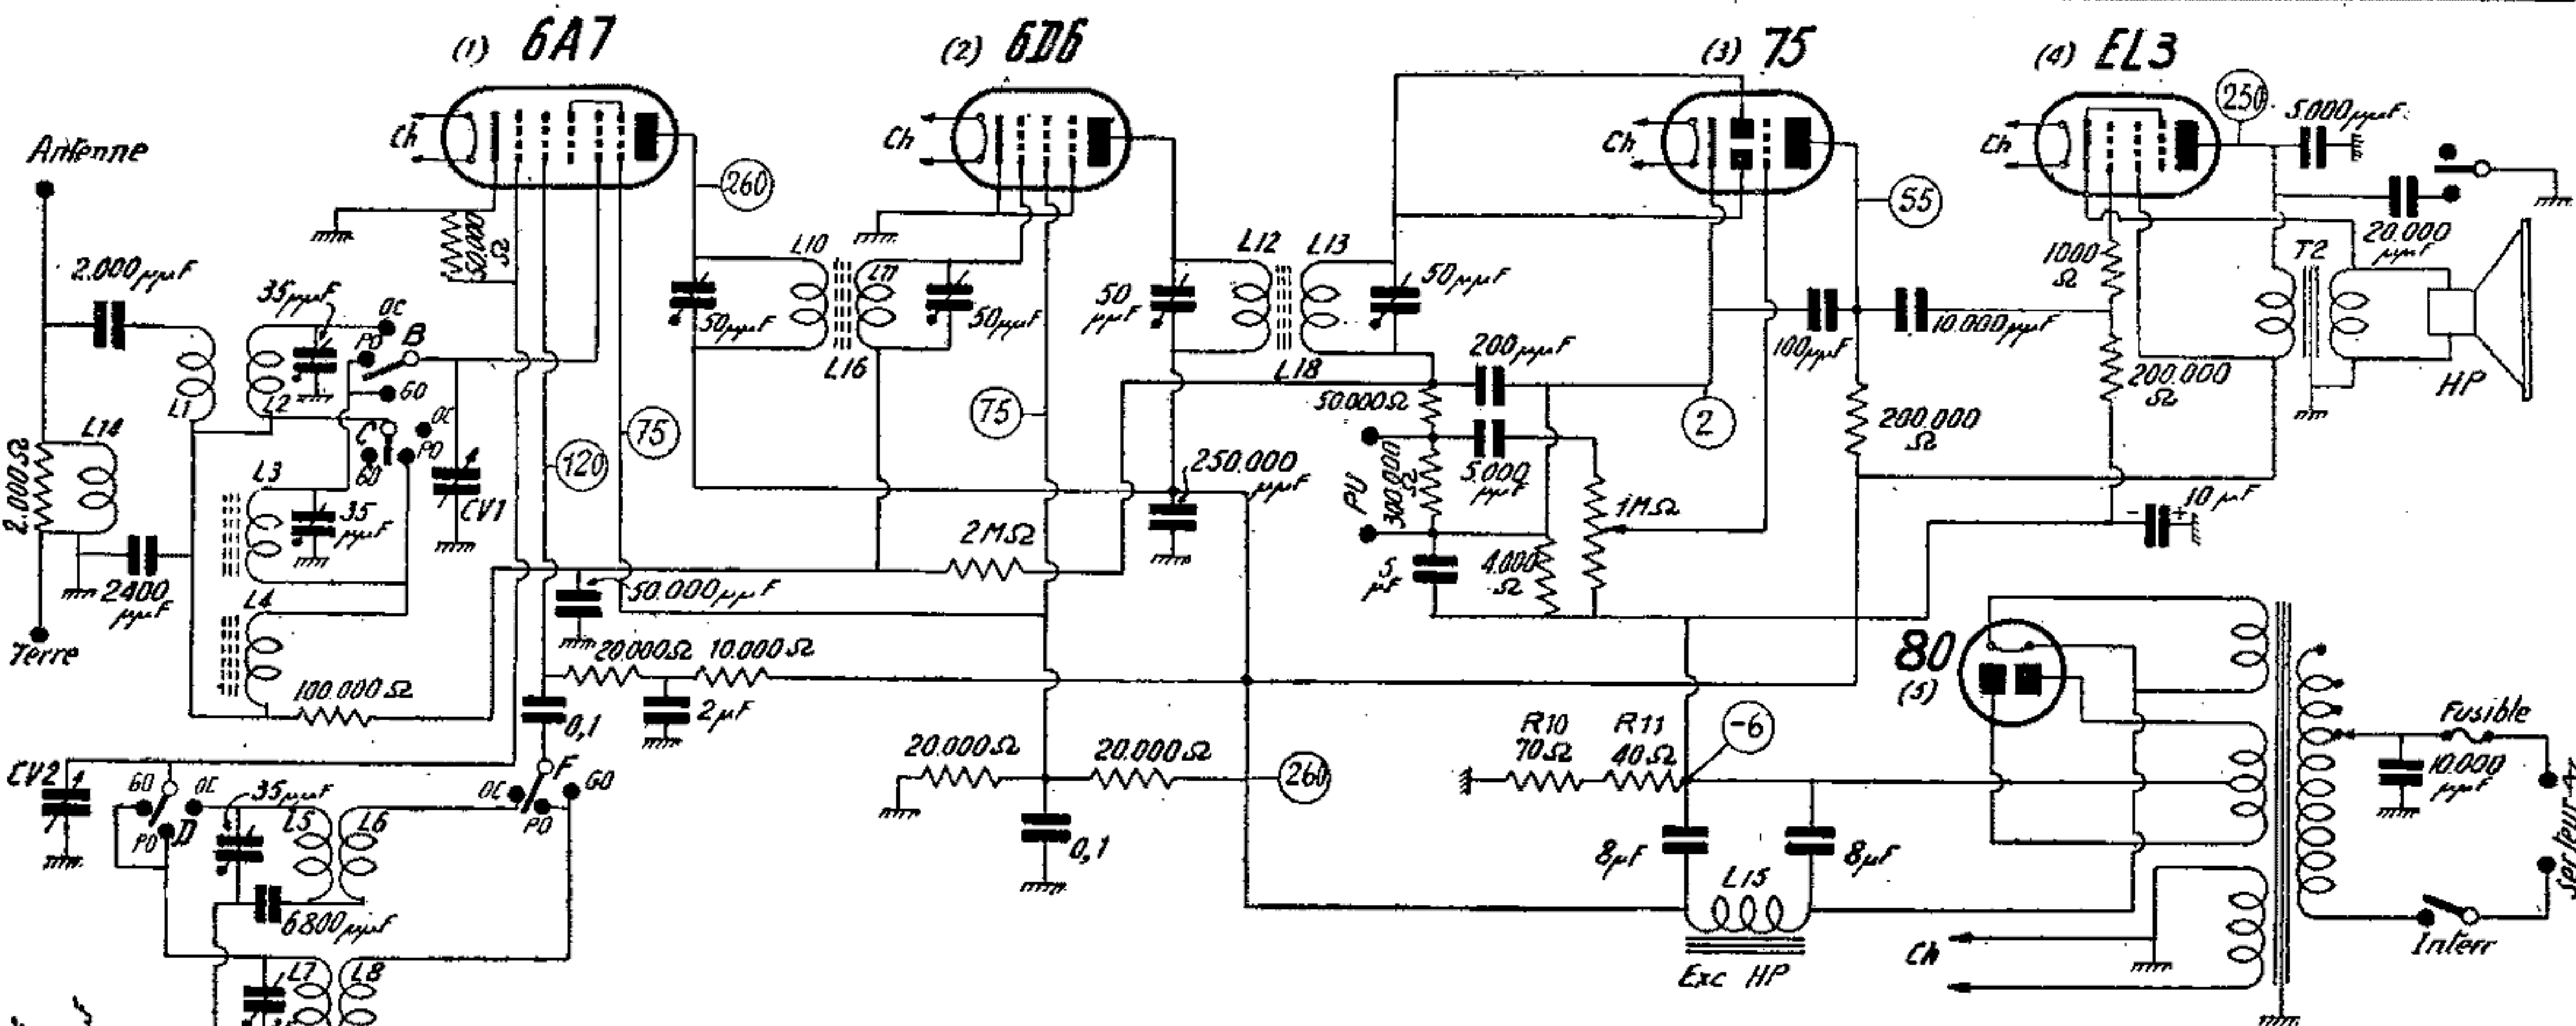 (1) 6A7
(2) 6D6
(3) 75
(4) EL3
250
5.000 µµF
Ch
Ch
Ch
Ch
Antenne
260
55
50.000 Ω
L10
L11
L12
L13
1000 Ω
T2
20.000 µµF
2.000 µµF
35 µµF
OC
PO
B
GO
50 µµF
50 µµF
50 µµF
50 µµF
100 µµF
10.000 µµF
L1
L2
L16
L18
200 µµF
200.000 Ω
HP
L14
C
OC
PO
GO
75
75
50.000 Ω
2
200.000 Ω
2.000 Ω
L3
120
250.000 µµF
PU
300.000 Ω
5.000 µµF
1MΩ
10 µF
- +
35 µµF
CV1
2MΩ
2400 µµF
L4
50.000 µµF
5 µF
4.000 Ω
Terre
20.000 Ω
10.000 Ω
80
(5)
100.000 Ω
0,1
2 µF
R10
70 Ω
R11
40 Ω
-6
Fusible
20.000 Ω
20.000 Ω
260
10.000 µµF
CV2
GO
OC
PO
D
35 µµF
L5
L6
OC
F
GO
PO
0,1
8 µF
8 µF
Secteur
L15
6800 µµF
Ch
Interr
L7
L8
Exc HP